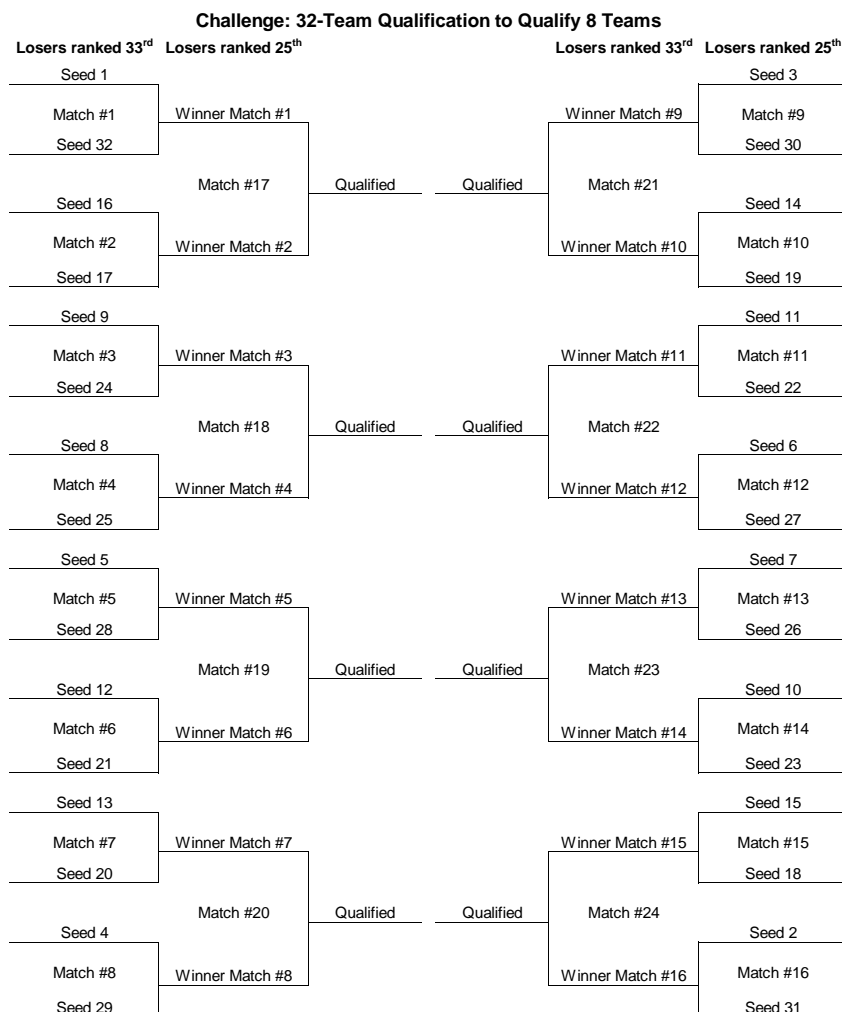 Challenge: 32-Team Qualification to Qualify 8 Teams
Losers ranked 33rd Losers ranked 25th Losers ranked 33rd Losers ranked 25th
Seed 1 Seed 3
Match #1 Winner Match #1 Winner Match #9 Match #9
Seed 32 Seed 30
Match #17 Qualified Qualified Match #21
Seed 16 Seed 14
Match #2 Winner Match #2 Winner Match #10 Match #10
Seed 17 Seed 19
Seed 9 Seed 11
Match #3 Winner Match #3 Winner Match #11 Match #11
Seed 24 Seed 22
Match #18 Qualified Qualified Match #22
Seed 8 Seed 6
Match #4 Winner Match #4 Winner Match #12 Match #12
Seed 25 Seed 27
Seed 5 Seed 7
Match #5 Winner Match #5 Winner Match #13 Match #13
Seed 28 Seed 26
Match #19 Qualified Qualified Match #23
Seed 12 Seed 10
Match #6 Winner Match #6 Winner Match #14 Match #14
Seed 21 Seed 23
Seed 13 Seed 15
Match #7 Winner Match #7 Winner Match #15 Match #15
Seed 20 Seed 18
Match #20 Qualified Qualified Match #24
Seed 4 Seed 2
Match #8 Winner Match #8 Winner Match #16 Match #16
Seed 29 Seed 31